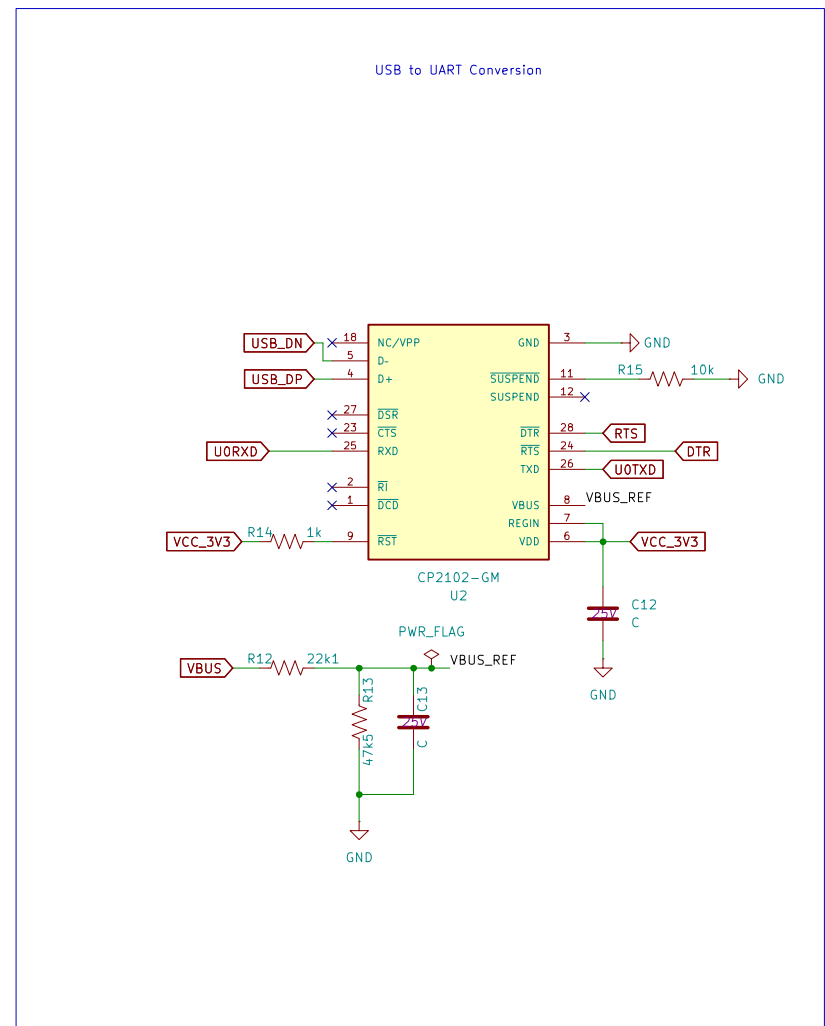 USB to UART Conversion
USB_DN
18 NC/VPP
GND 3
GND
5 D-
USB_DP
4 D+
SUSPEND 11
R15 10k
GND
SUSPEND 12
27 DSR
23 CTS
DTR 28
RTS
U0RXD
25 RXD
RTS 24
DTR
TXD 26
U0TXD
2 RI
1 DCD
VBUS 8
VBUS_REF
REGIN 7
VCC_3V3
R14 1k
9 RST
VDD 6
VCC_3V3
CP2102-GM
U2
C12
25V
C
GND
PWR_FLAG
VBUS
R12 22k1
VBUS_REF
R13
47k5
C13
25V
C
GND